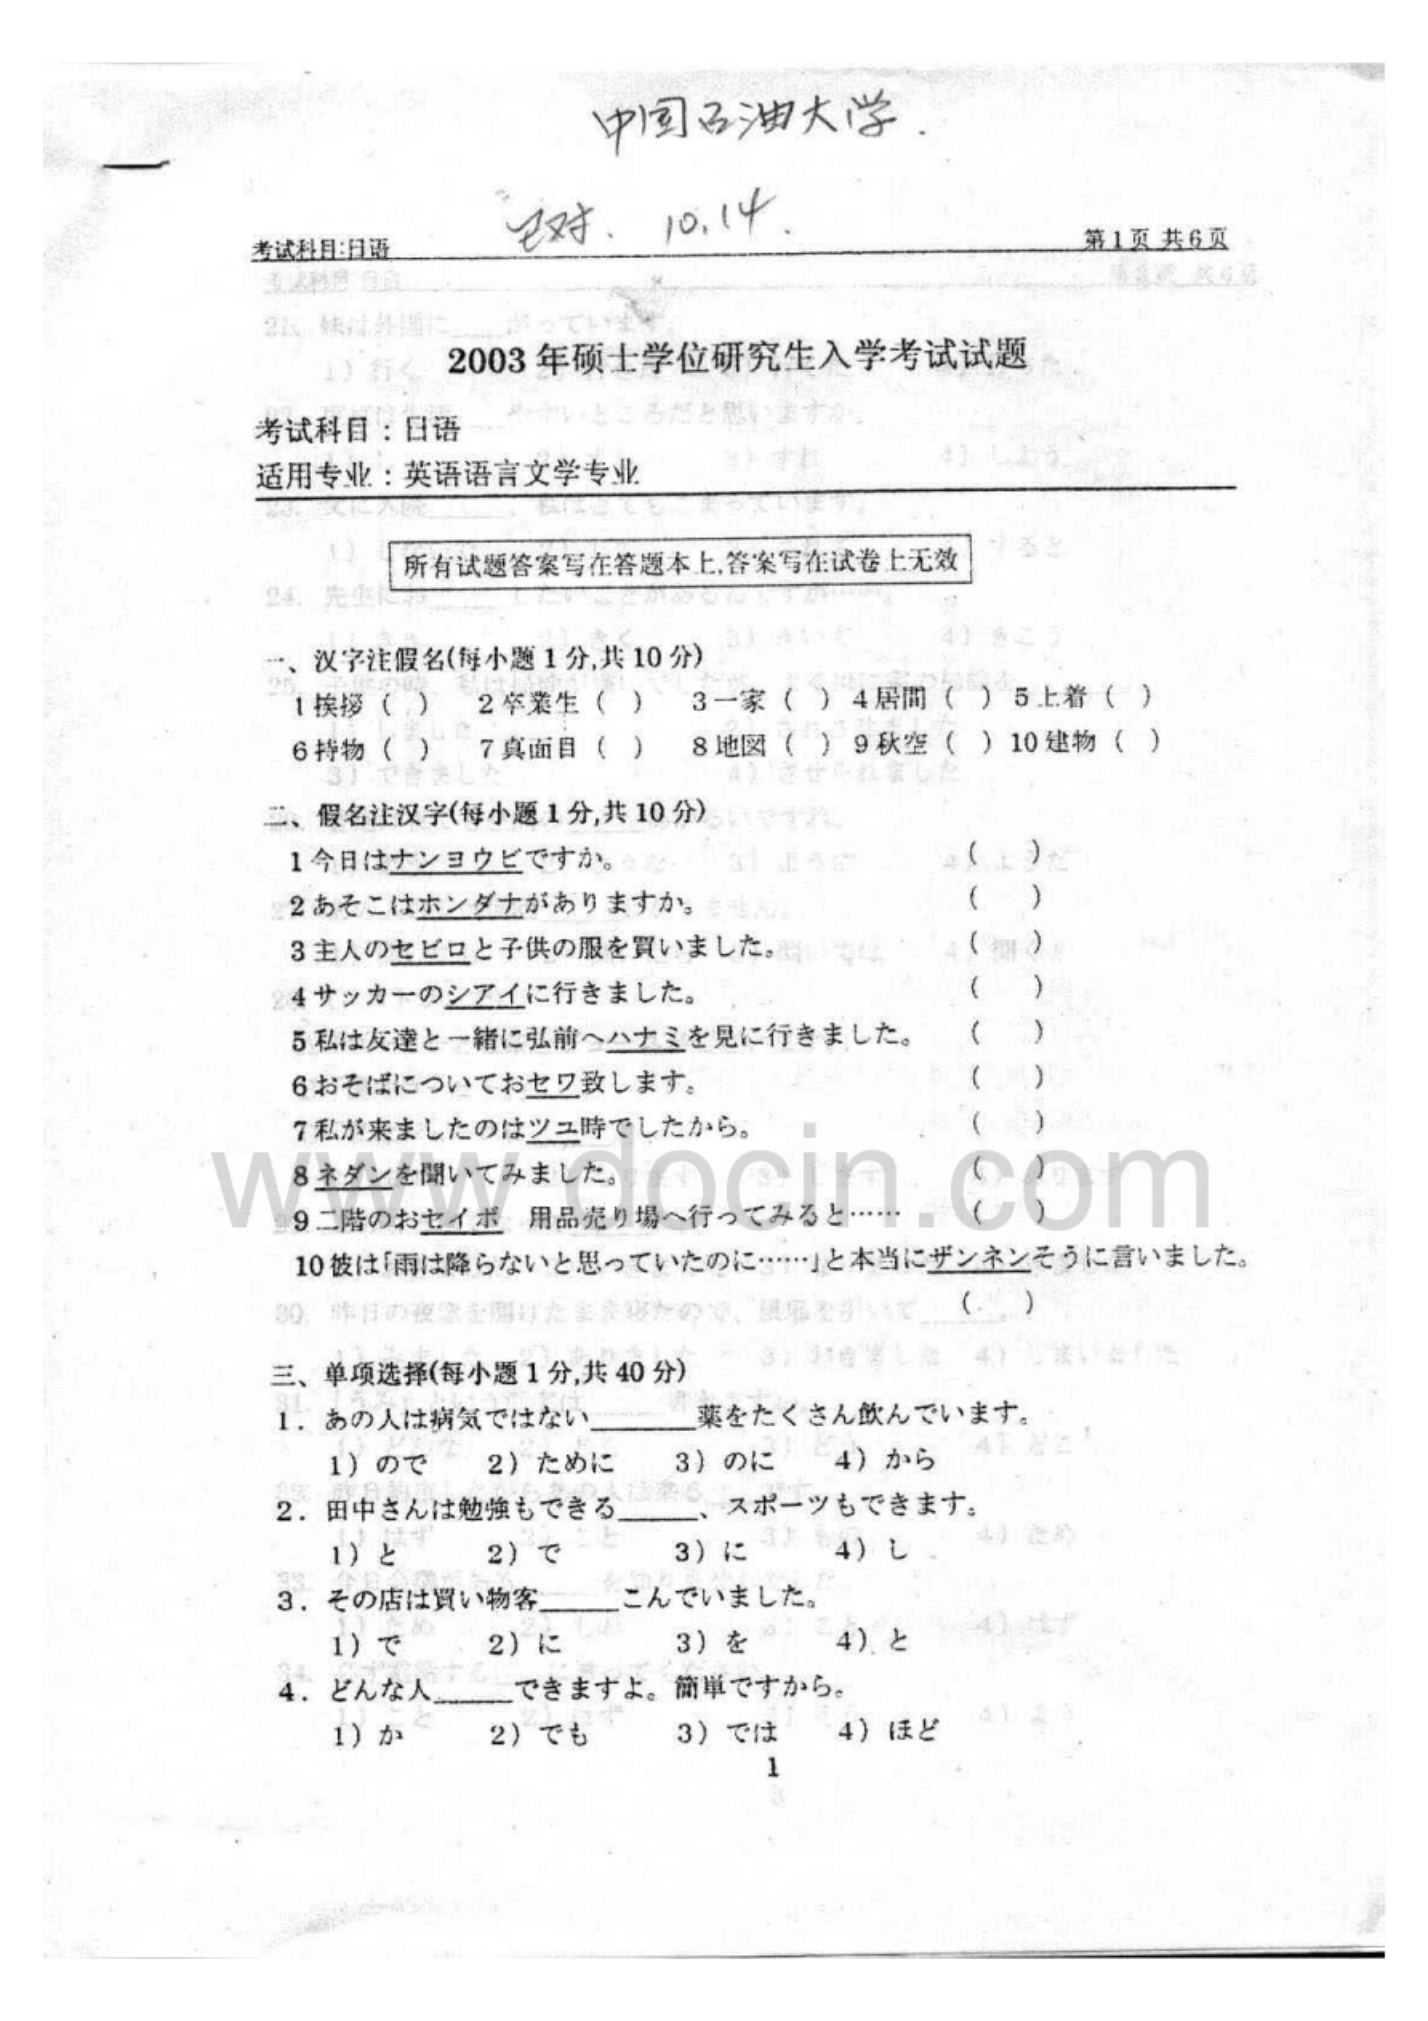 中国石油大学.
10.14.
考试科目:日语
第1页 共6页
2003年硕士学位研究生入学考试试题
考试科目:日语
适用专业:英语语言文学专业
所有试题答案写在答题本上,答案写在试卷上无效
一、汉字注假名(每小题1分,共10分)
1挨拶( ) 2卒業生( ) 3一家( ) 4居間( ) 5上着( )
6持物( ) 7真面目( ) 8地図( ) 9秋空( ) 10建物( )
二、假名注汉字(每小题1分,共10分)
1今日はナンヨウビですか。 ( )
2あそこはホンダナがありますか。 ( )
3主人のセビロと子供の服を買いました。 ( )
4サッカーのシアイに行きました。 ( )
5私は友達と一緒に弘前へハナミを見に行きました。 ( )
6おそばについておセワ致します。 ( )
7私が来ましたのはツユ時でしたから。 ( )
8ネダンを聞いてみました。 ( )
9二階のおセイボ 用品売り場へ行ってみると…… ( )
10彼は「雨は降らないと思っていたのに……」と本当にザンネンそうに言いました。
( )
三、单项选择(每小题1分,共40分)
1. あの人は病気ではない________薬をたくさん飲んでいます。
1) ので 2) ために 3) のに 4) から
2. 田中さんは勉強もできる______、スポーツもできます。
1) と 2) で 3) に 4) し
3. その店は買い物客______こんでいました。
1) で 2) に 3) を 4) と
4. どんな人______できますよ。簡単ですから。
1) か 2) でも 3) では 4) ほど
1
www.docin.com